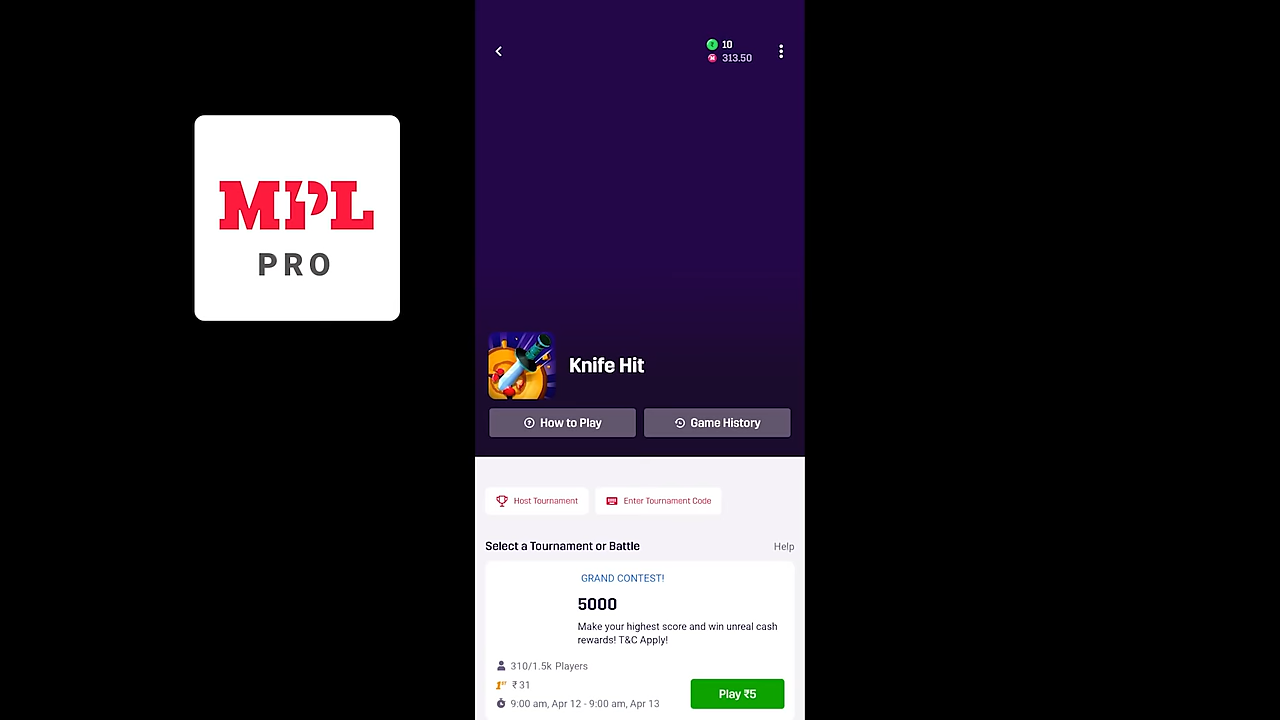 MPL
PRO
10
313.50
Knife Hit
How to Play
Game History
Host Tournament
Enter Tournament Code
Select a Tournament or Battle
Help
GRAND CONTEST!
5000
Make your highest score and win unreal cash
rewards! T&C Apply!
310/1.5k Players
1ST ₹31
9:00 am, Apr 12 - 9:00 am, Apr 13
Play ₹5